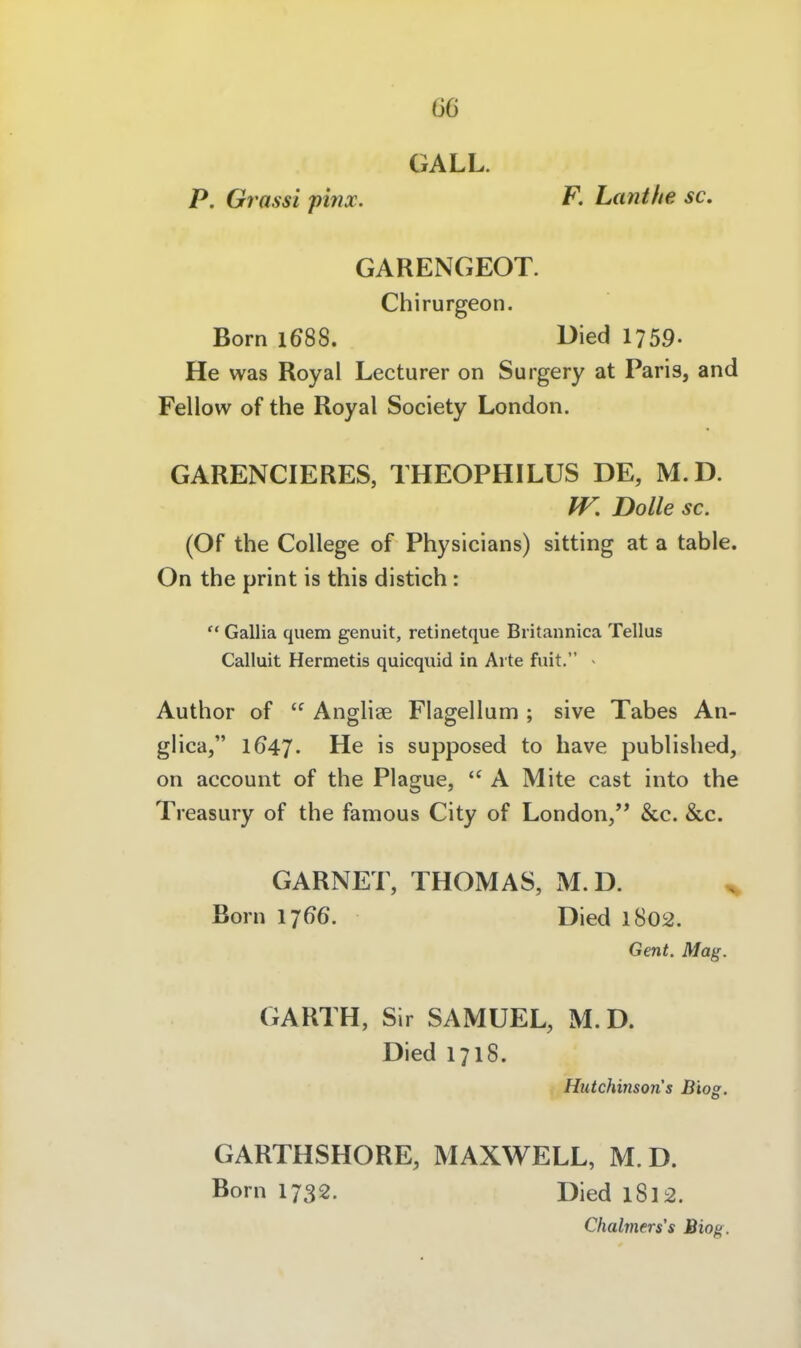 66
GALL.
P. Grassi pinx. F. Lanthe sc.
GARENGEOT.
Chirurgeon.
Born 1688. Died 1759.
He was Royal Lecturer on Surgery at Paris, and
Fellow of the Royal Society London.
GARENCIERES, THEOPHILUS DE, M.D.
W. Dolle sc.
(Of the College of Physicians) sitting at a table.
On the print is this distich :
“ Gallia quem genuit, retinetque Britannica Tellus
Calluit Hermetis quicquid in Arte fuit.”
Author of “ Angliæ Flagellum ; sive Tabes An-
glica,” 1647. He is supposed to have published,
on account of the Plague, “ A Mite cast into the
Treasury of the famous City of London,” &c. &c.
GARNET, THOMAS, M.D.
Born 1766. Died 1802.
Gent. Mag.
GARTH, Sir SAMUEL, M.D.
Died 1718.
Hutchinson's Biog.
GARTHSHORE, MAXWELL, M.D.
Born 1732. Died 1812.
Chalmers's Biog.